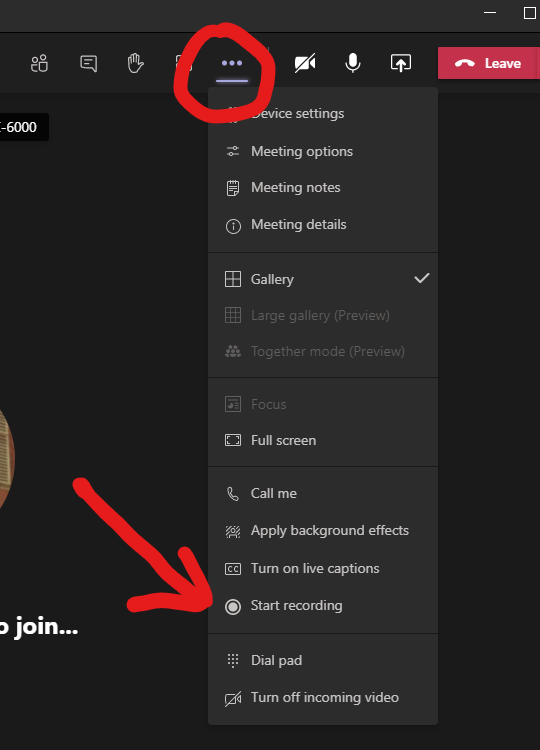 Leave
-6000
Device settings
Meeting options
Meeting notes
Meeting details
Gallery
Large gallery (Preview)
Together mode (Preview)
Focus
Full screen
Call me
Apply background effects
CC Turn on live captions
Start recording
o join...
Dial pad
Turn off incoming video